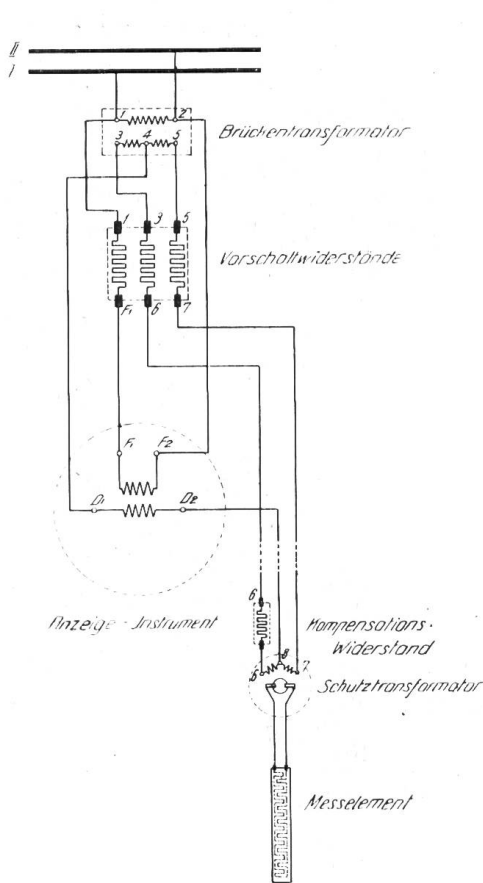 II
I
1 2
3 4 5
Brückentransformator
1 3 5
Vorschaltwiderstände
F1 6 7
F1 F2
D1 D2
6
Anzeige-Instrument
Kompensations-
Widerstand
8
6 7
Schutztransformator
Messelement